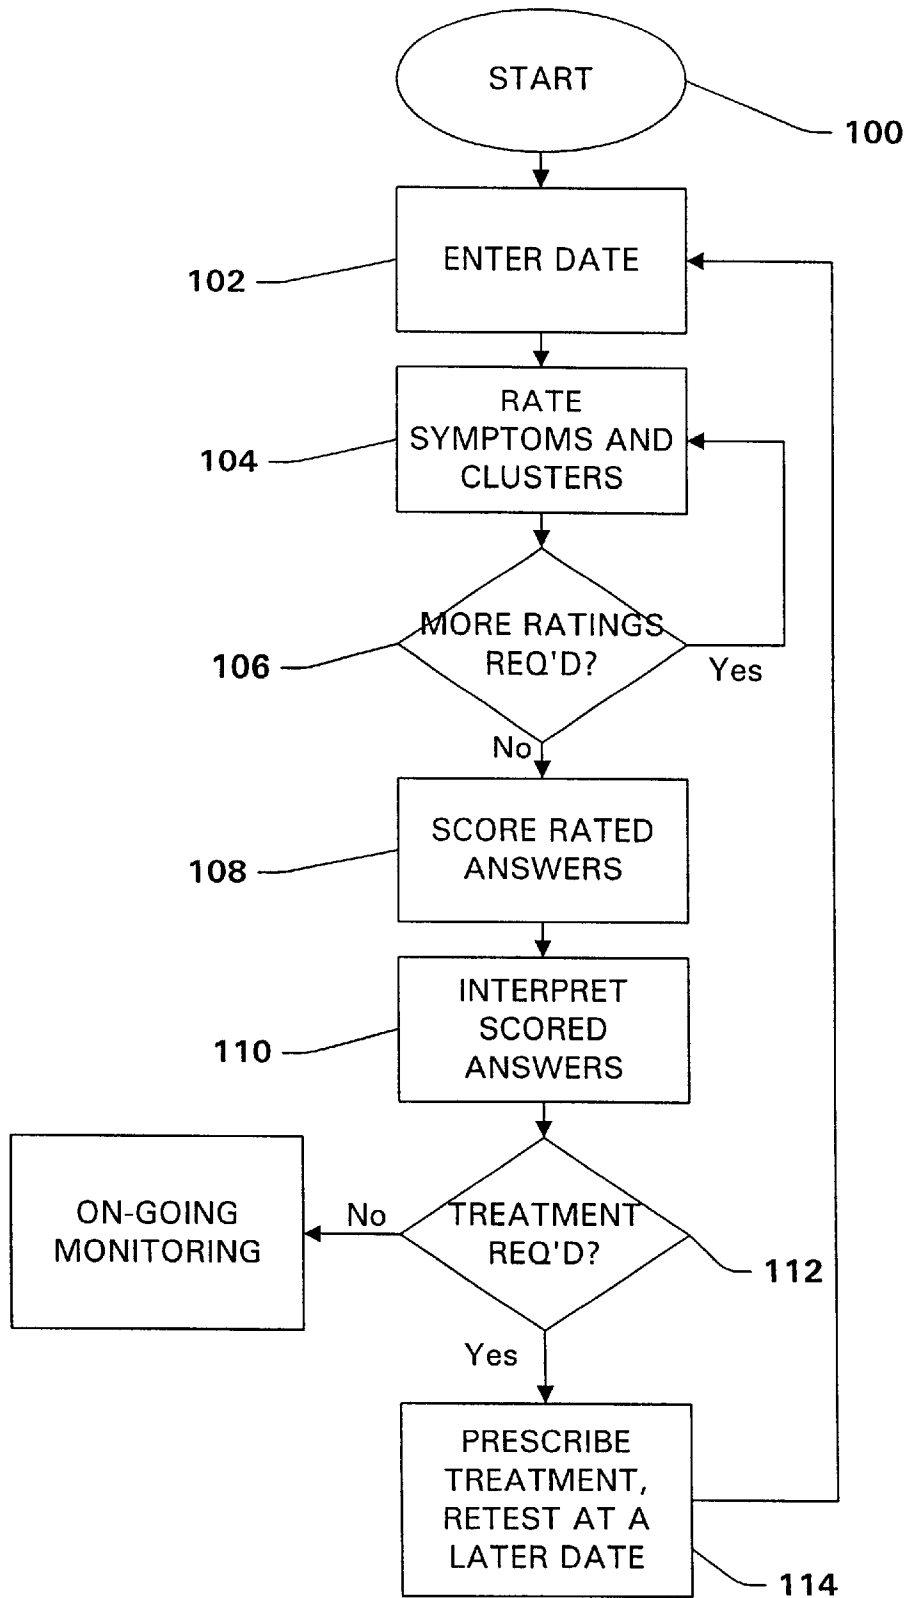 START
100
ENTER DATE
102
RATE
SYMPTOMS AND
CLUSTERS
104
MORE RATINGS
REQ'D?
106
Yes
No
SCORE RATED
ANSWERS
108
INTERPRET
SCORED
ANSWERS
110
ON-GOING
MONITORING
No
TREATMENT
REQ'D?
112
Yes
PRESCRIBE
TREATMENT,
RETEST AT A
LATER DATE
114